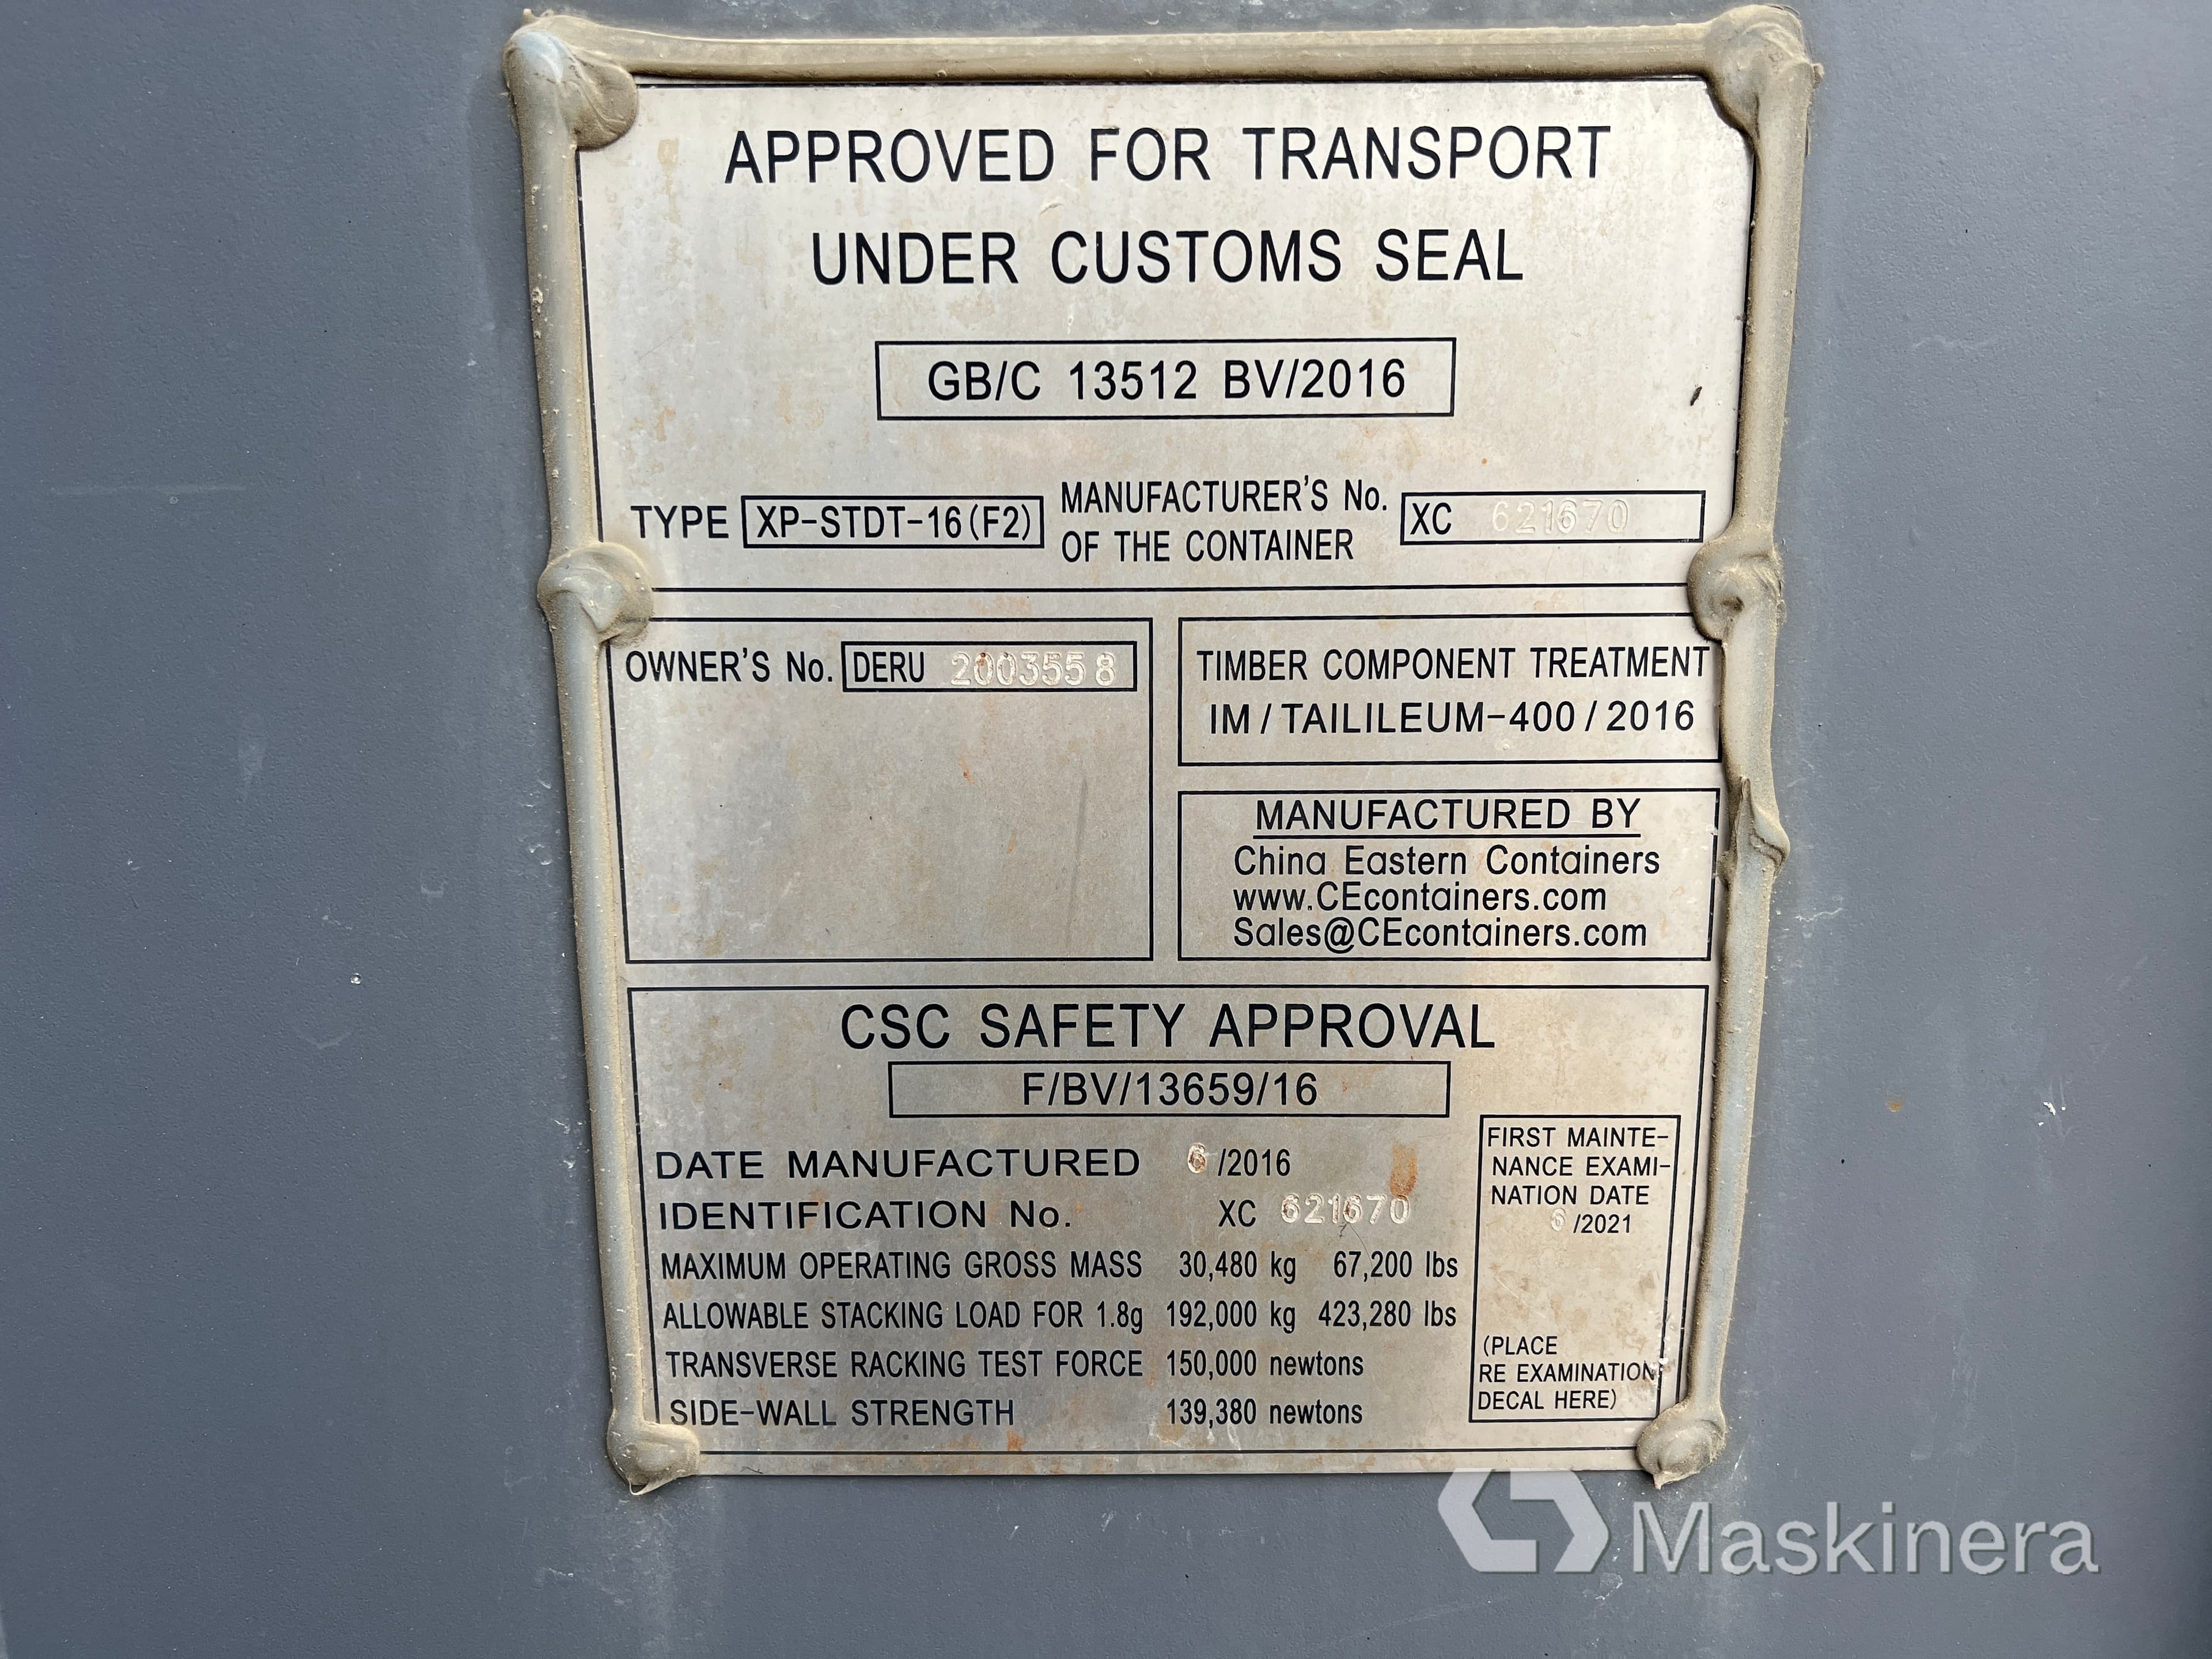 APPROVED FOR TRANSPORT
UNDER CUSTOMS SEAL
GB/C 13512 BV/2016
TYPE XP-STDT-16(F2)
MANUFACTURER'S No.
OF THE CONTAINER
XC 621670
OWNER'S No. DERU 2003558
TIMBER COMPONENT TREATMENT
IM / TAILILEUM-400 / 2016
MANUFACTURED BY
China Eastern Containers
www.CEcontainers.com
Sales@CEcontainers.com
CSC SAFETY APPROVAL
F/BV/13659/16
DATE MANUFACTURED 6 /2016
IDENTIFICATION No. XC 621670
MAXIMUM OPERATING GROSS MASS 30,480 kg 67,200 lbs
ALLOWABLE STACKING LOAD FOR 1.8g 192,000 kg 423,280 lbs
TRANSVERSE RACKING TEST FORCE 150,000 newtons
SIDE-WALL STRENGTH 139,380 newtons
FIRST MAINTE-
NANCE EXAMI-
NATION DATE
6 /2021
(PLACE
RE EXAMINATION
DECAL HERE)
Maskinera